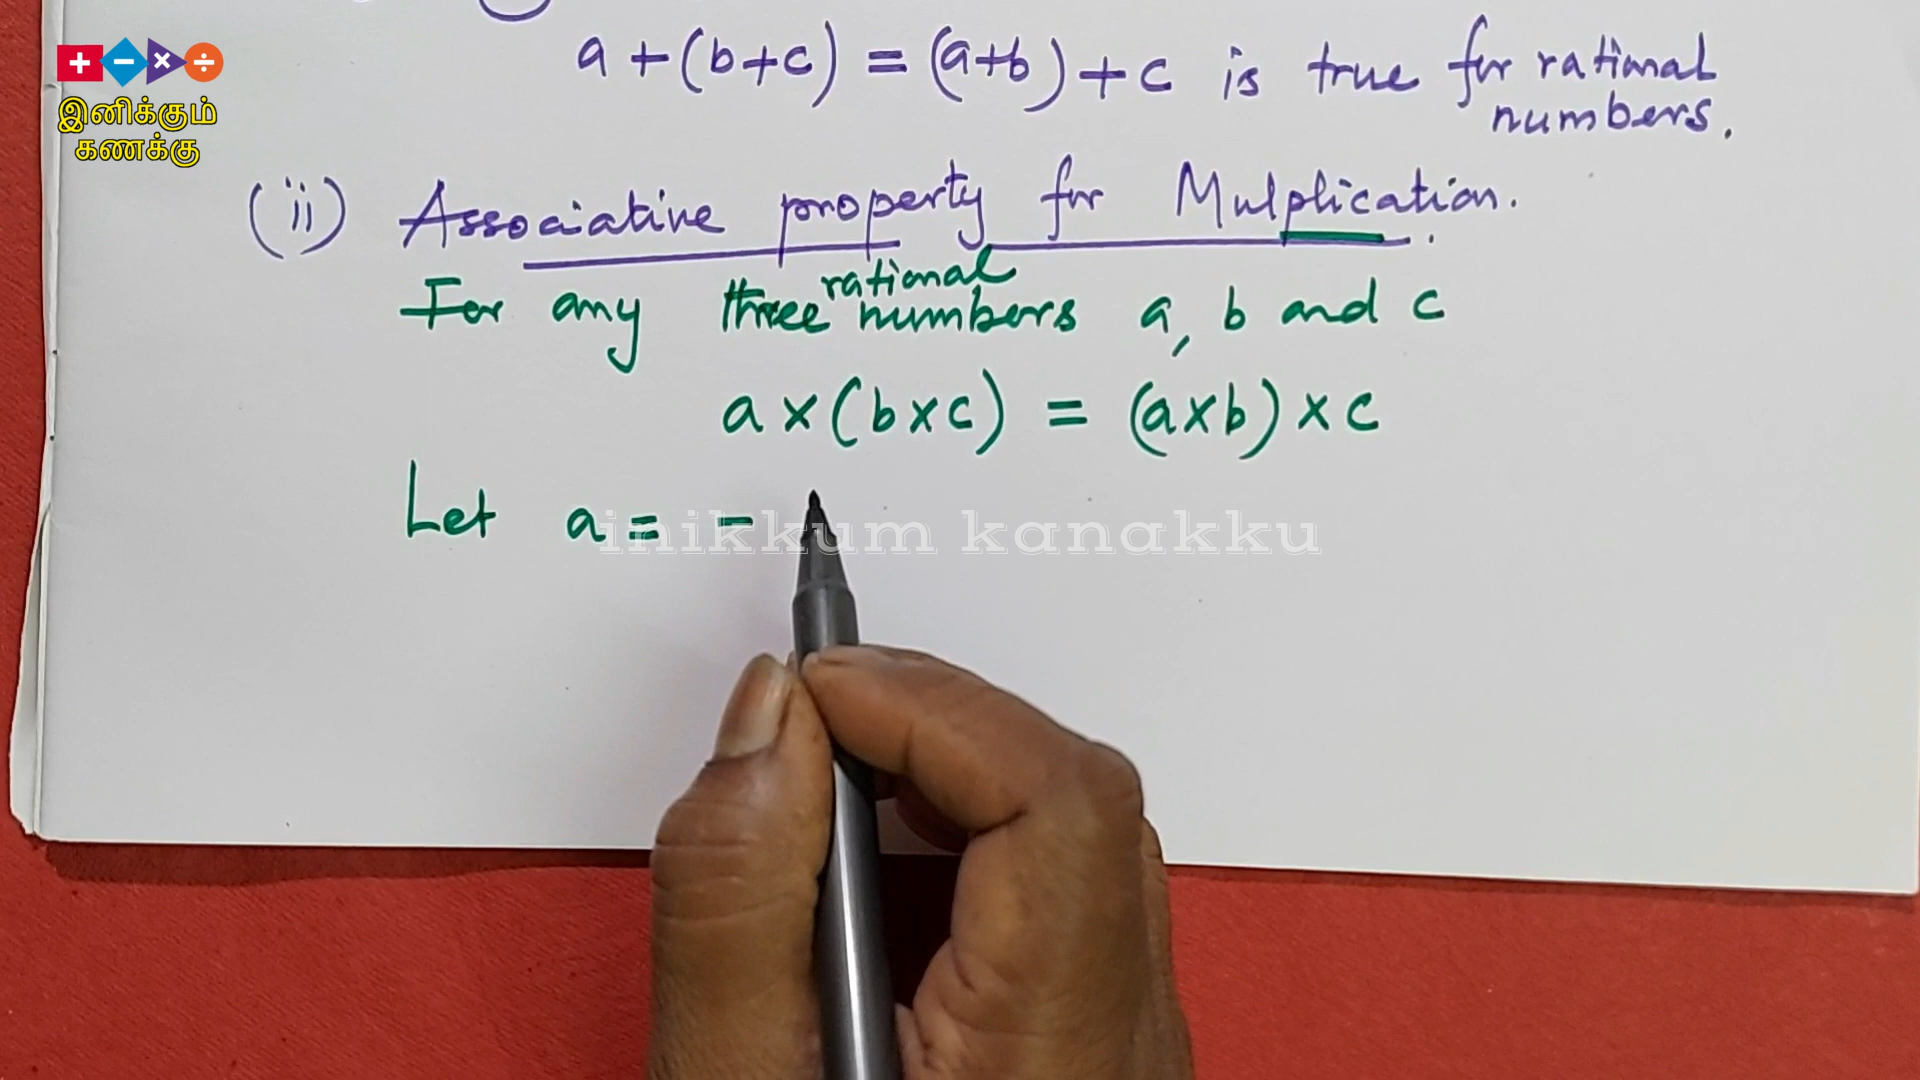 இனிக்கும்
கணக்கு
a+(b+c) = (a+b)+c is true for rational
numbers.
(ii) Associative property for Mulplication.
rational
For any three numbers a, b and c
a×(b×c) = (a×b)×c
Let a = -
inikkum kanakku